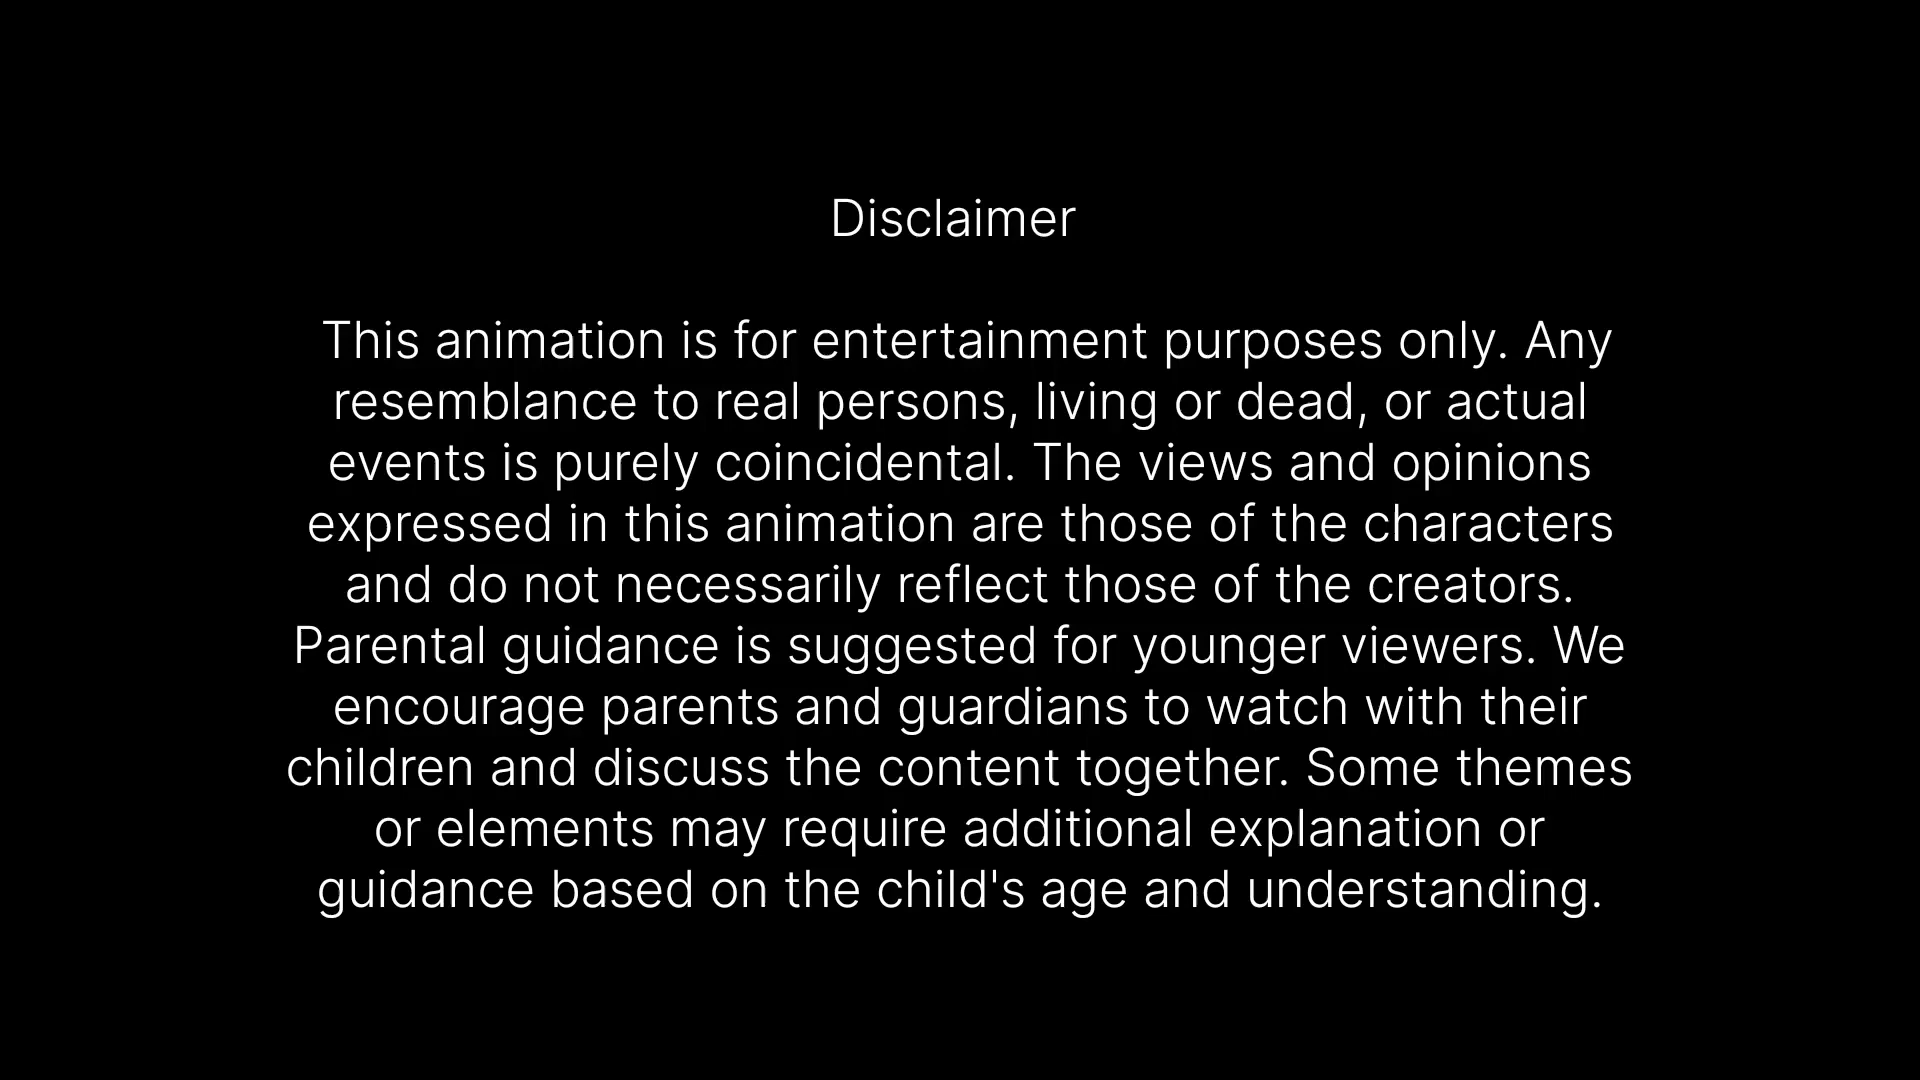 Disclaimer
This animation is for entertainment purposes only. Any
resemblance to real persons, living or dead, or actual
events is purely coincidental. The views and opinions
expressed in this animation are those of the characters
and do not necessarily reflect those of the creators.
Parental guidance is suggested for younger viewers. We
encourage parents and guardians to watch with their
children and discuss the content together. Some themes
or elements may require additional explanation or
guidance based on the child's age and understanding.